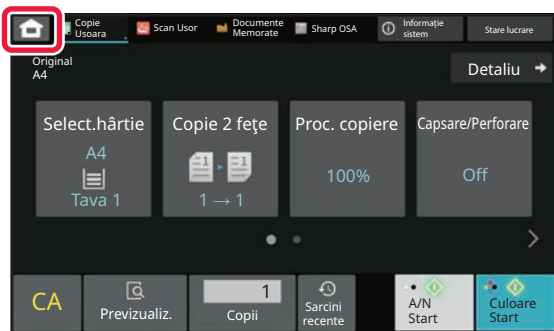 Copie
Usoara
Scan Usor
Documente
Memorate
Sharp OSA
Informație
sistem
Stare lucrare
Original
A4
Detaliu
Select.hârtie
A4
Tava 1
Copie 2 fețe
1 1
1 → 1
Proc. copiere
100%
Capsare/Perforare
Off
CA
Previzualiz.
1
Copii
Sarcini
recente
A/N
Start
Culoare
Start